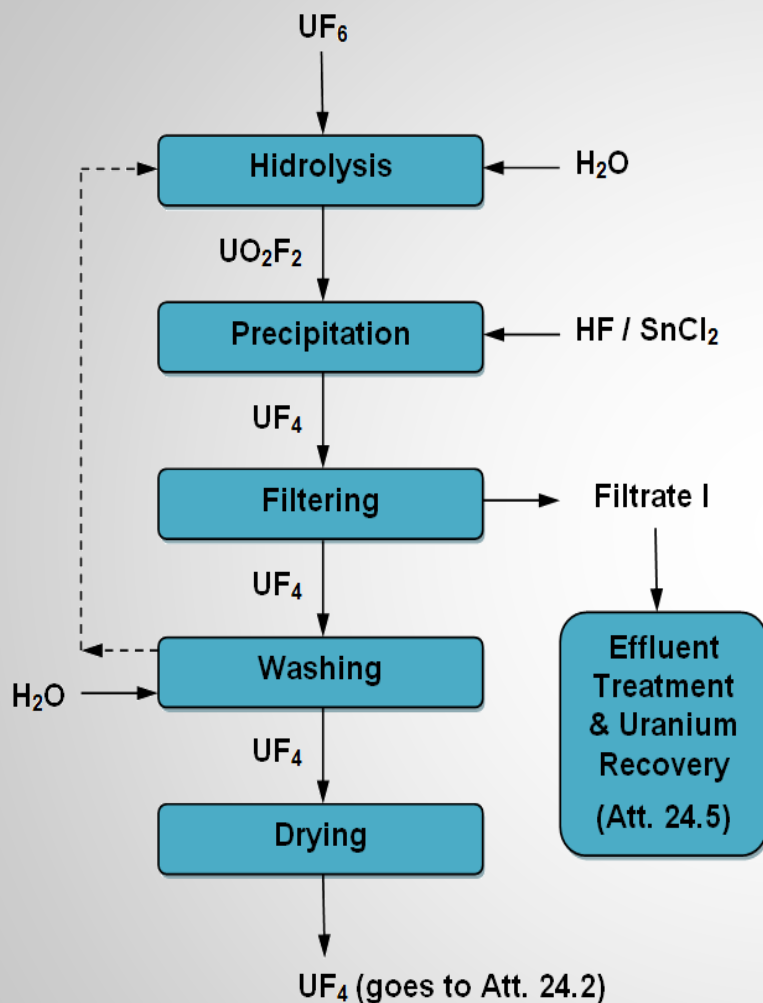 UF₆
Hidrolysis
H₂O
UO₂F₂
Precipitation
HF / SnCl₂
UF₄
Filtering
Filtrate I
UF₄
Effluent
Treatment
& Uranium
Recovery
(Att. 24.5)
Washing
H₂O
UF₄
Drying
UF₄ (goes to Att. 24.2)